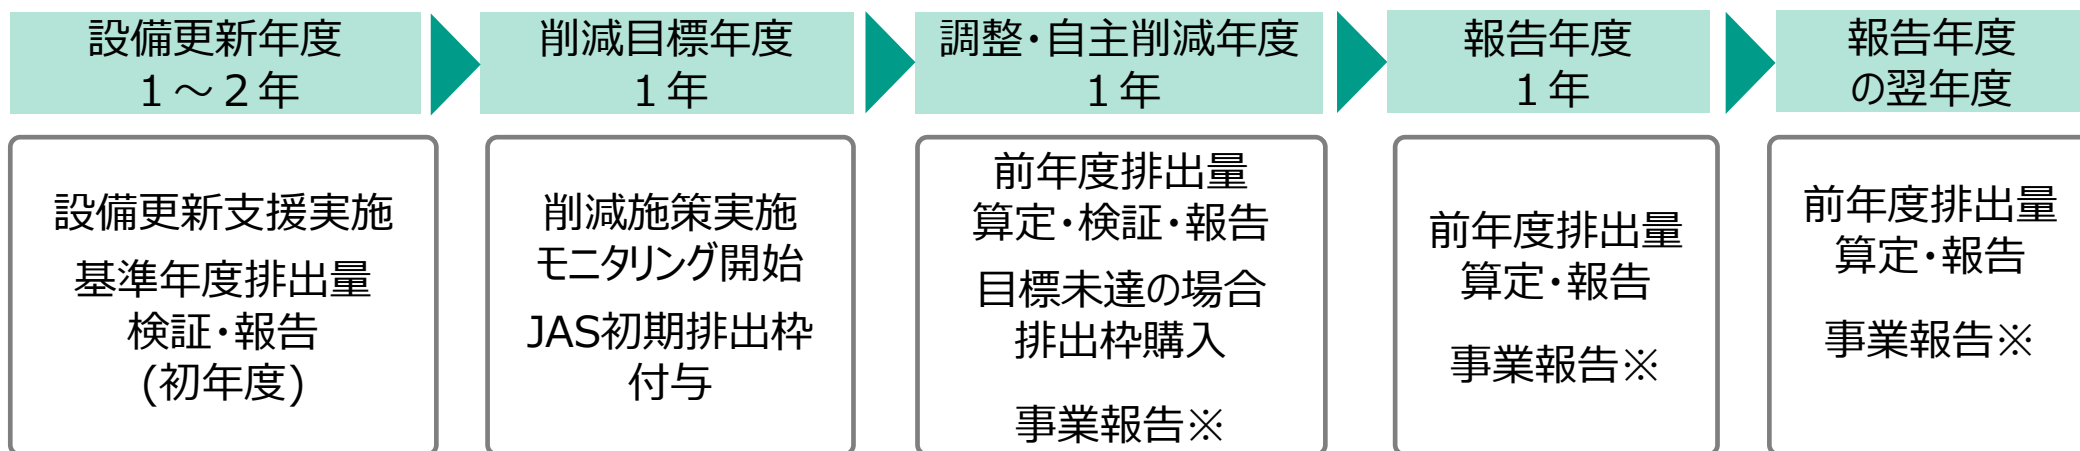 設備更新年度
１～２年
削減目標年度
１年
調整・自主削減年度
１年
報告年度
１年
報告年度
の翌年度
設備更新支援実施
基準年度排出量
検証・報告
(初年度)
削減施策実施
モニタリング開始
JAS初期排出枠
付与
前年度排出量
算定・検証・報告
目標未達の場合
排出枠購入
事業報告※
前年度排出量
算定・報告
事業報告※
前年度排出量
算定・報告
事業報告※